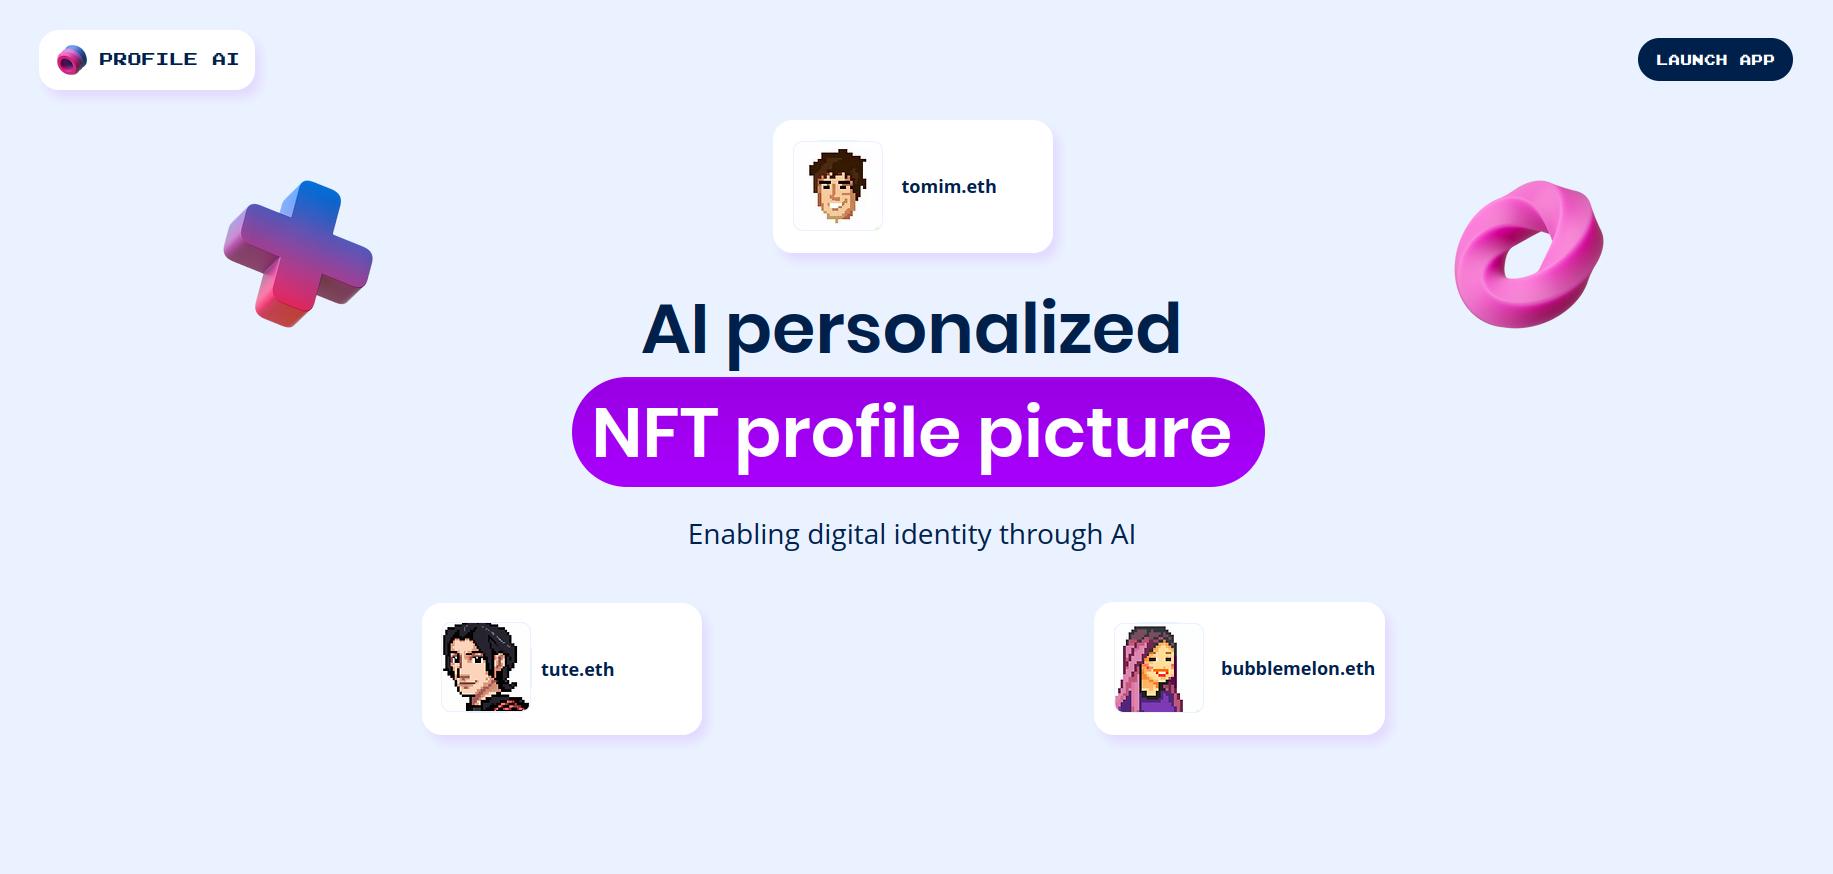 PROFILE AI
LAUNCH APP
tomim.eth
AI personalized
NFT profile picture
Enabling digital identity through AI
tute.eth
bubblemelon.eth